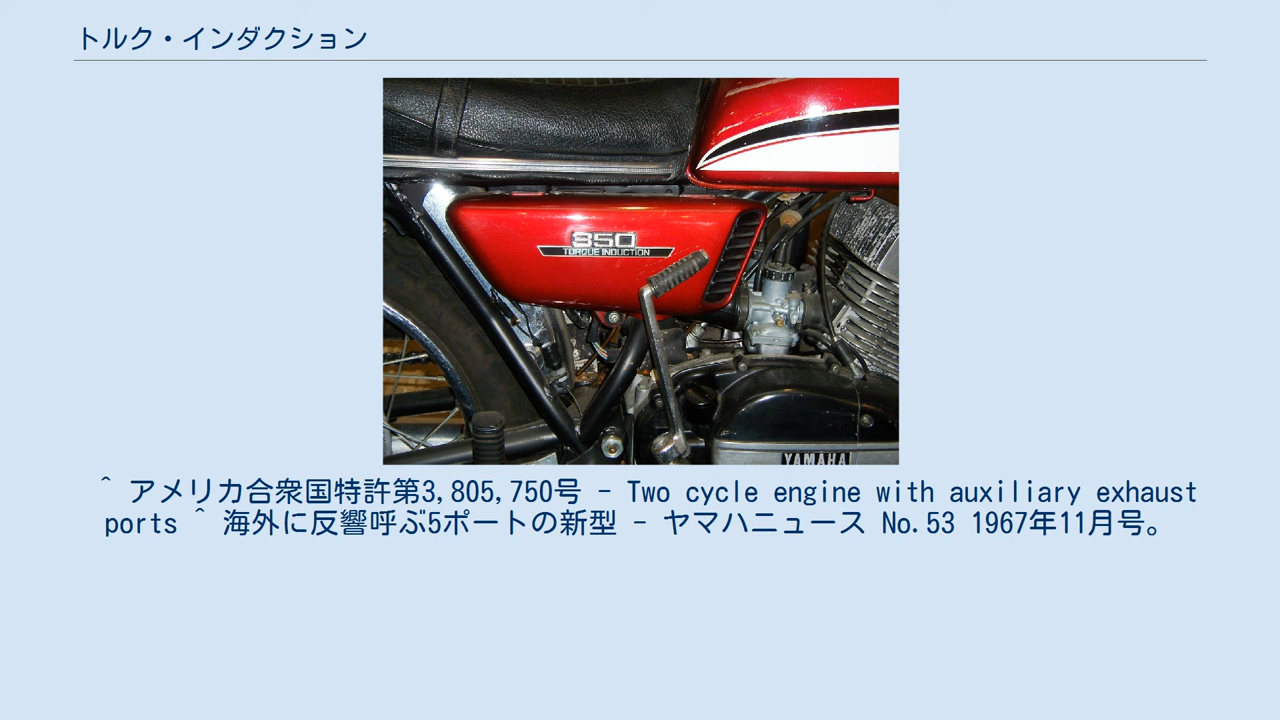 トルク・インダクション
350
TORQUE INDUCTION
YAMAHA
^ アメリカ合衆国特許第3,805,750号 - Two cycle engine with auxiliary exhaust
ports ^ 海外に反響呼ぶ5ポートの新型 - ヤマハニュース No.53 1967年11月号。